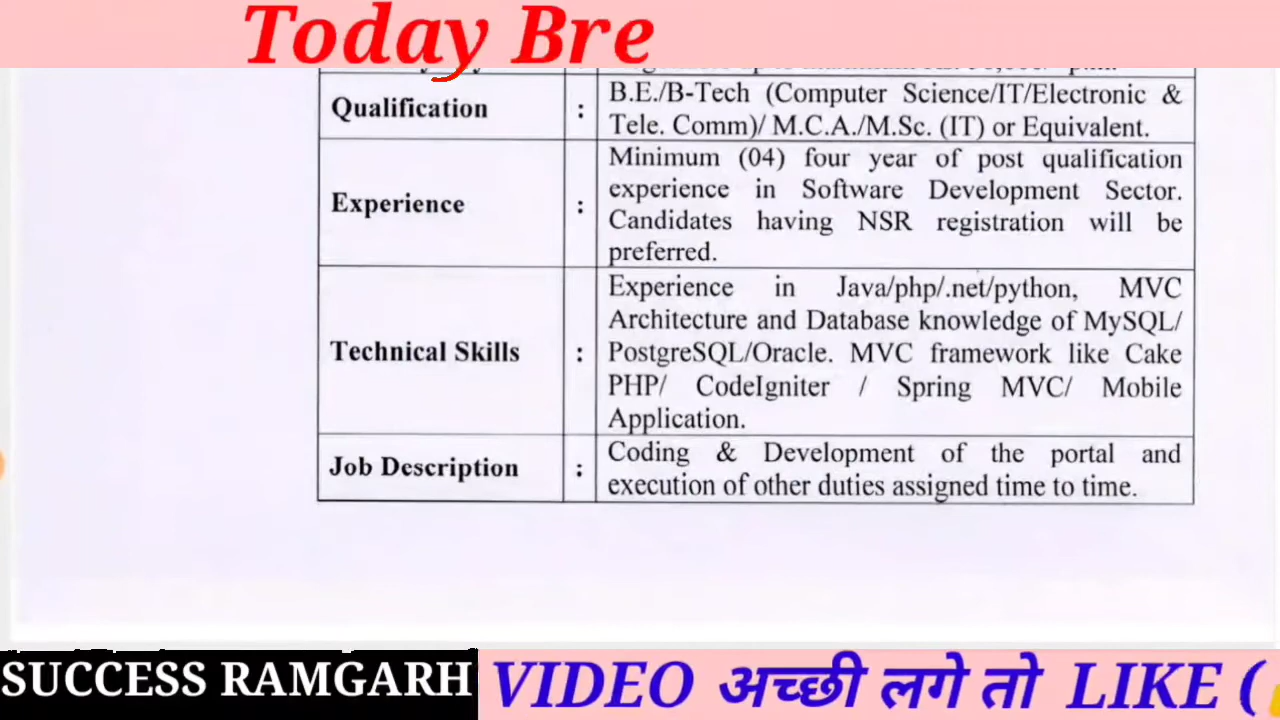 Today Bre
Qualification : B.E./B-Tech (Computer Science/IT/Electronic &
Tele. Comm)/ M.C.A./M.Sc. (IT) or Equivalent.
Experience : Minimum (04) four year of post qualification
experience in Software Development Sector.
Candidates having NSR registration will be
preferred.
Technical Skills : Experience in Java/php/.net/python, MVC
Architecture and Database knowledge of MySQL/
PostgreSQL/Oracle. MVC framework like Cake
PHP/ CodeIgniter / Spring MVC/ Mobile
Application.
Job Description : Coding & Development of the portal and
execution of other duties assigned time to time.
SUCCESS RAMGARH VIDEO अच्छी लगे तो LIKE (